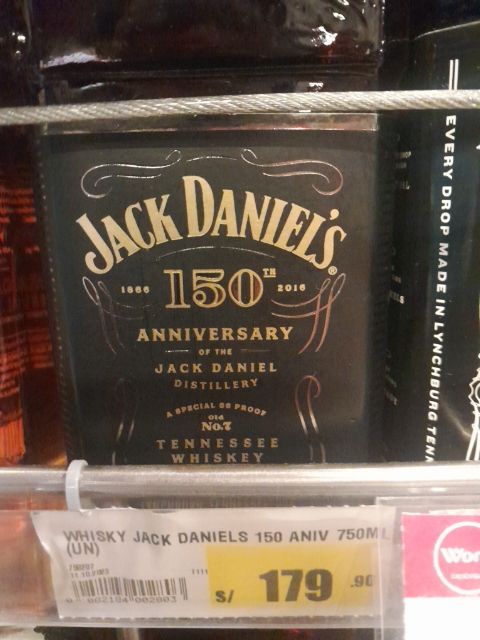 JACK DANIEL'S
1866 150TH 2016
ANNIVERSARY
OF THE
JACK DANIEL
DISTILLERY
A SPECIAL 86 PROOF
Old
No.7
TENNESSEE
WHISKEY
EVERY DROP MADE IN LYNCHBURG TENN
WHISKY JACK DANIELS 150 ANIV 750ML
(UN)
S/ 179 .90
Won